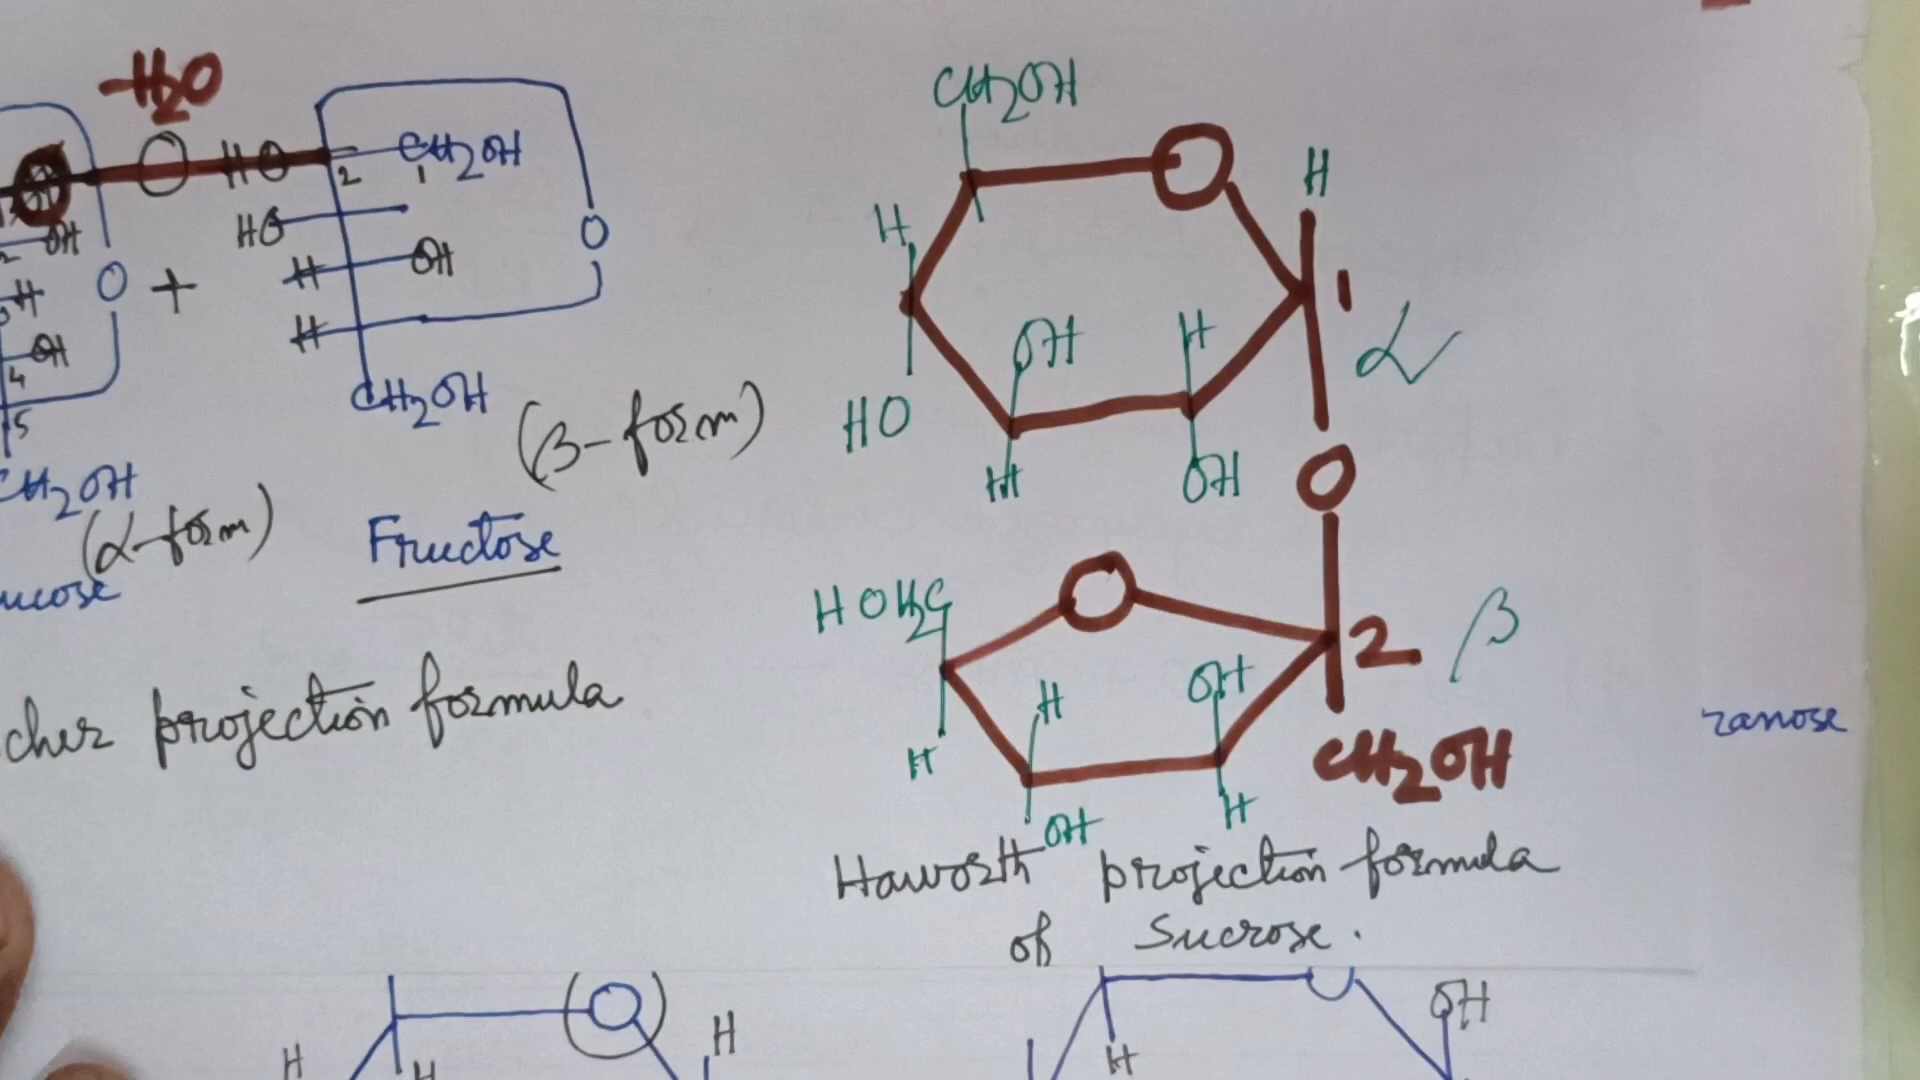 -H₂O
HO 2 1 CH₂OH
OH HO
H OH O
H O +
OH H
4
5 CH₂OH
CH₂OH (β-form)
(α-form) Fructose
cher projection formula
CH₂OH
O H
H
1 α
OH H
HO
H OH
O
HOH₂C O
2 β
H OH
H
OH H
CH₂OH
Haworth projection formula
of Sucrose.
ranose
O H
H H
OH
H